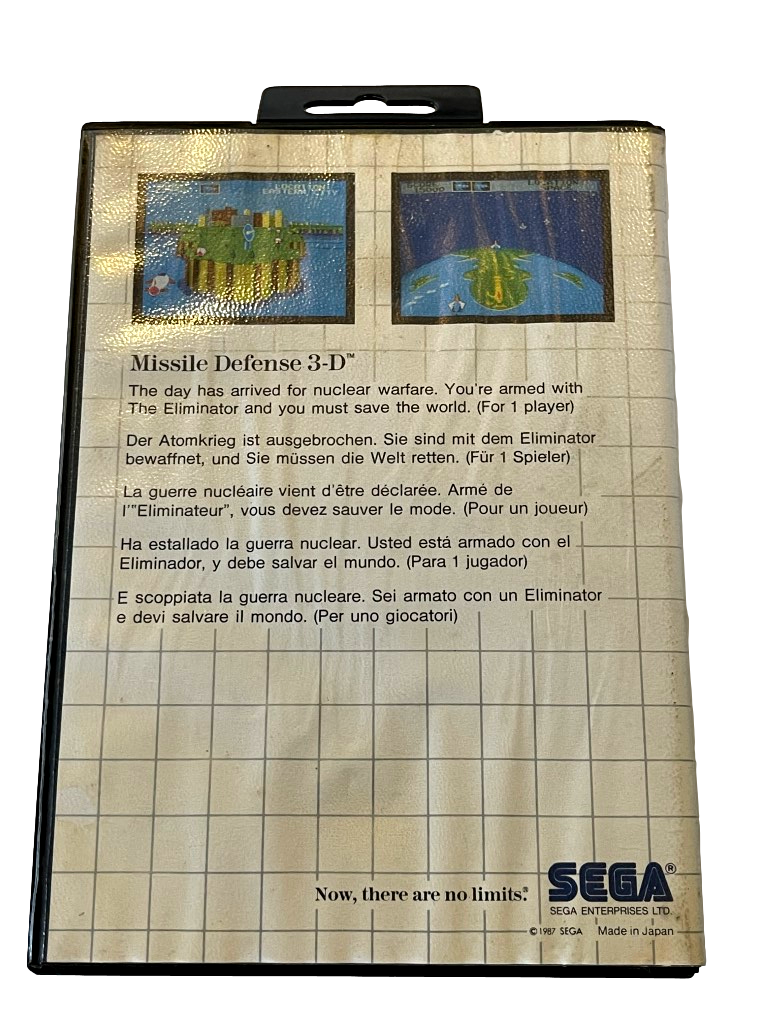 LOCATION
EASTERN CITY
Missile Defense 3-D™
The day has arrived for nuclear warfare. You're armed with
The Eliminator and you must save the world. (For 1 player)
Der Atomkrieg ist ausgebrochen. Sie sind mit dem Eliminator
bewaffnet, und Sie müssen die Welt retten. (Für 1 Spieler)
La guerre nucléaire vient d'être déclarée. Armé de
l'"Eliminateur", vous devez sauver le mode. (Pour un joueur)
Ha estallado la guerra nuclear. Usted está armado con el
Eliminador, y debe salvar el mundo. (Para 1 jugador)
E scoppiata la guerra nucleare. Sei armato con un Eliminator
e devi salvare il mondo. (Per uno giocatori)
Now, there are no limits.® SEGA®
SEGA ENTERPRISES LTD.
©1987 SEGA Made in Japan